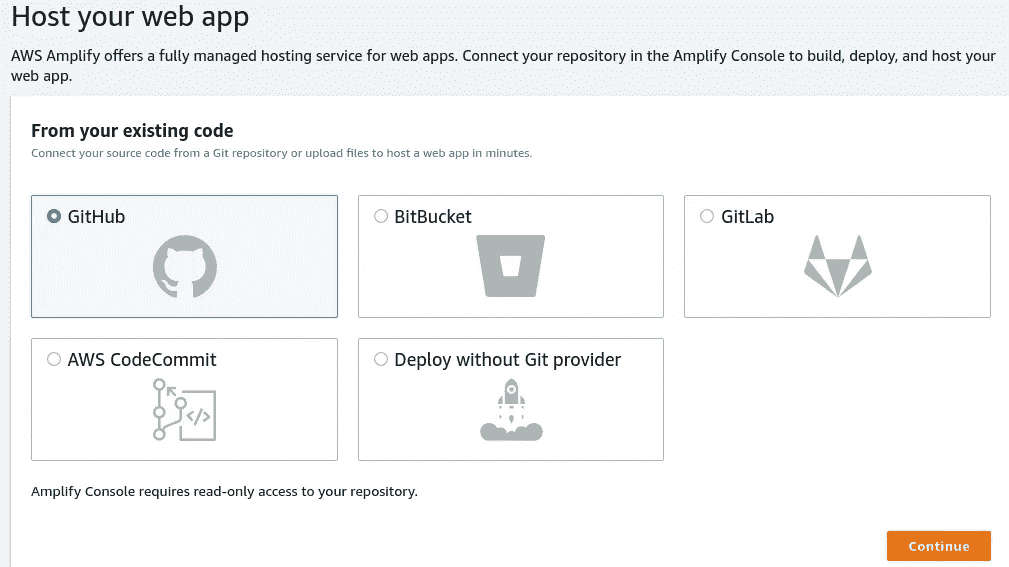 Host your web app
AWS Amplify offers a fully managed hosting service for web apps. Connect your repository in the Amplify Console to build, deploy, and host your
web app.
From your existing code
Connect your source code from a Git repository or upload files to host a web app in minutes.
GitHub
BitBucket
GitLab
AWS CodeCommit
Deploy without Git provider
Amplify Console requires read-only access to your repository.
Continue